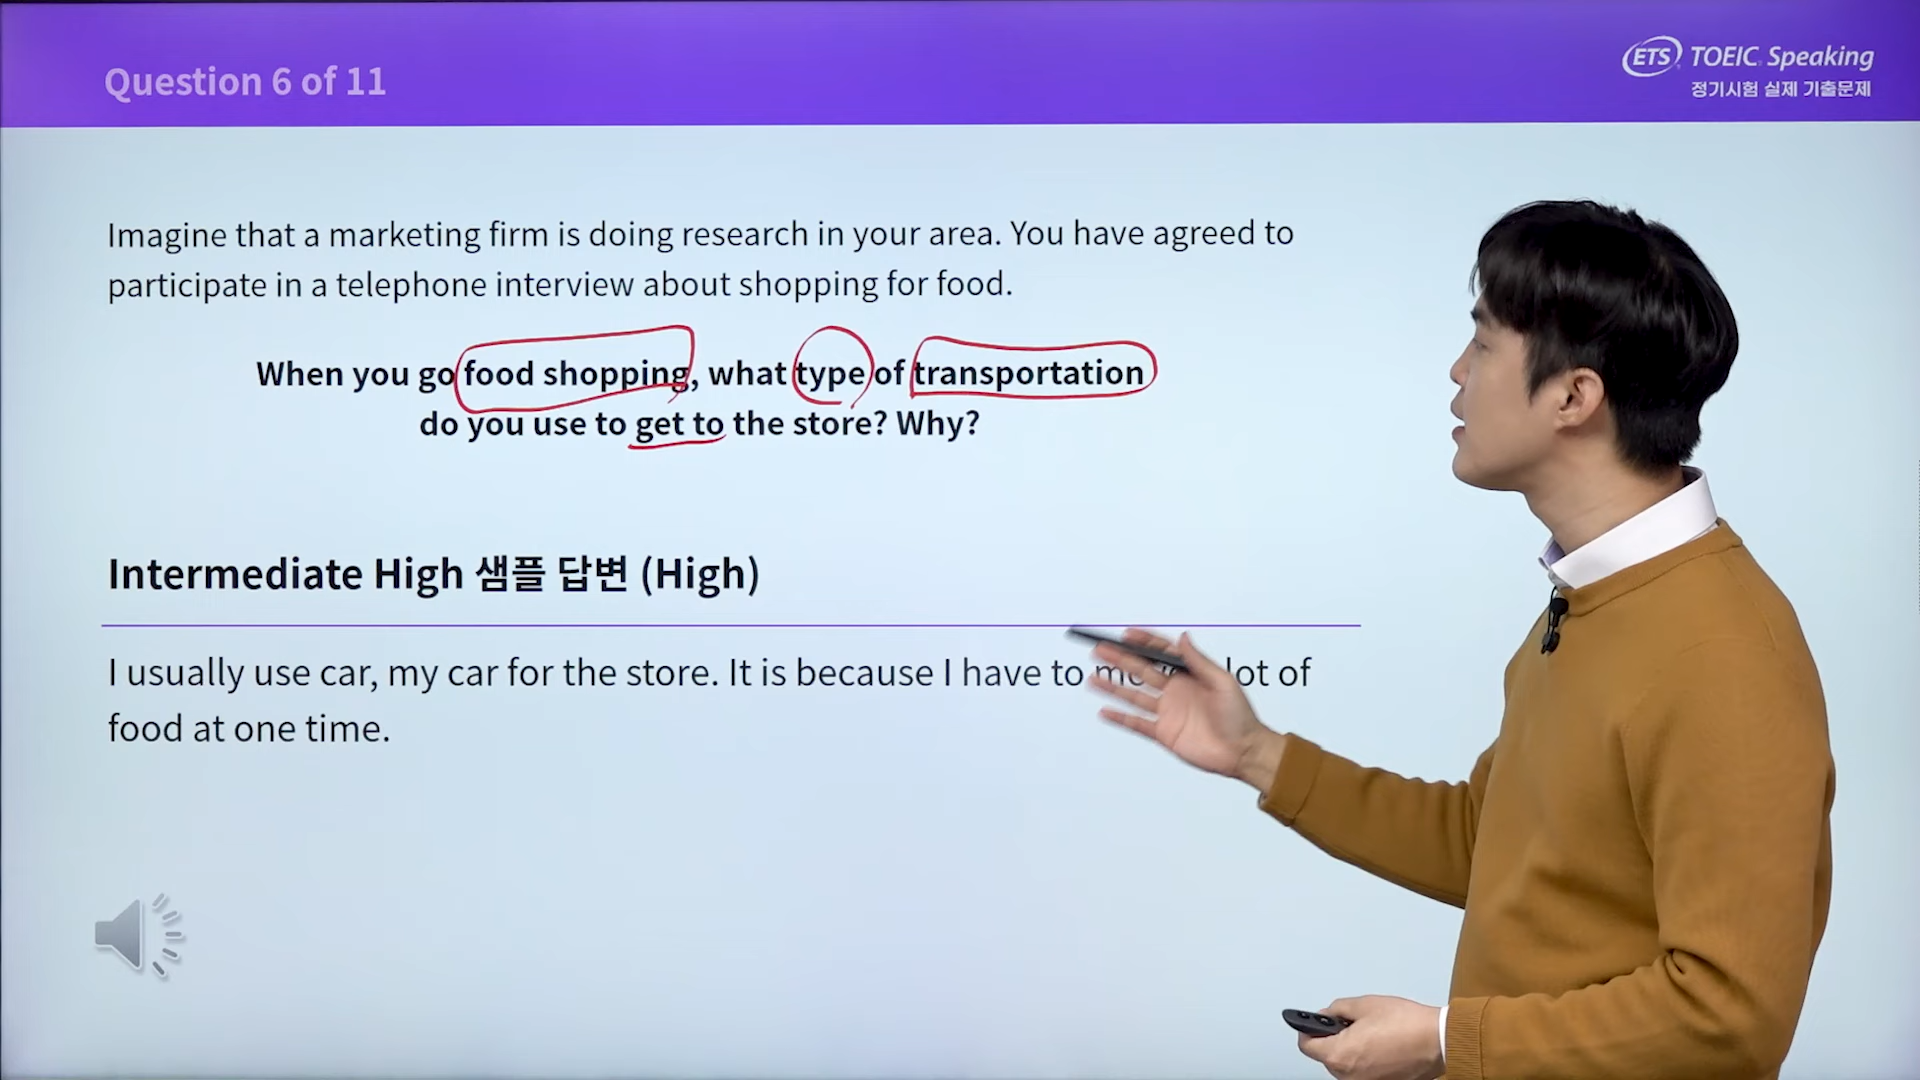 Question 6 of 11
ETS TOEIC Speaking
정기시험 실제 기출문제
Imagine that a marketing firm is doing research in your area. You have agreed to
participate in a telephone interview about shopping for food.
When you go food shopping, what type of transportation
do you use to get to the store? Why?
Intermediate High 샘플 답변 (High)
I usually use car, my car for the store. It is because I have to lot of
food at one time.